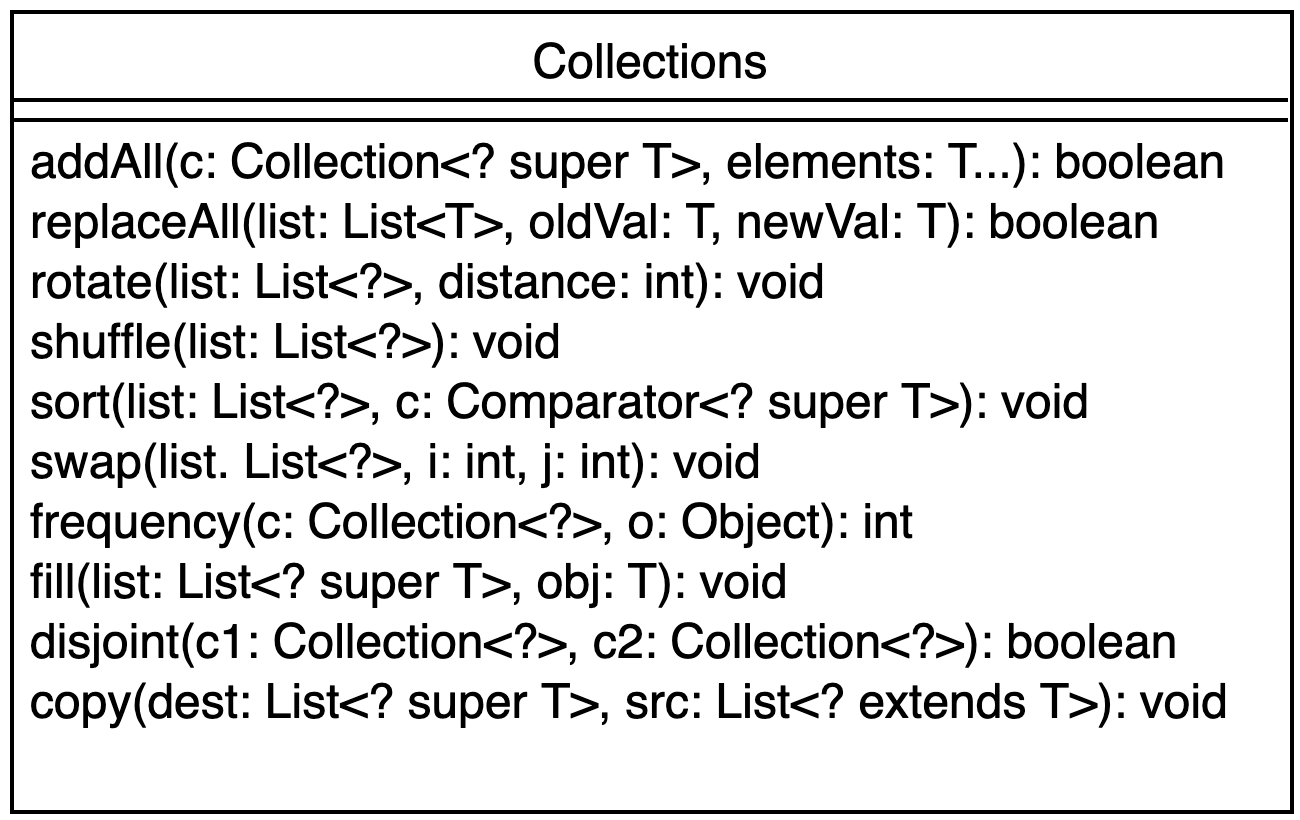 Collections
addAll(c: Collection<? super T>, elements: T...): boolean
replaceAll(list: List<T>, oldVal: T, newVal: T): boolean
rotate(list: List<?>, distance: int): void
shuffle(list: List<?>): void
sort(list: List<?>, c: Comparator<? super T>): void
swap(list. List<?>, i: int, j: int): void
frequency(c: Collection<?>, o: Object): int
fill(list: List<? super T>, obj: T): void
disjoint(c1: Collection<?>, c2: Collection<?>): boolean
copy(dest: List<? super T>, src: List<? extends T>): void